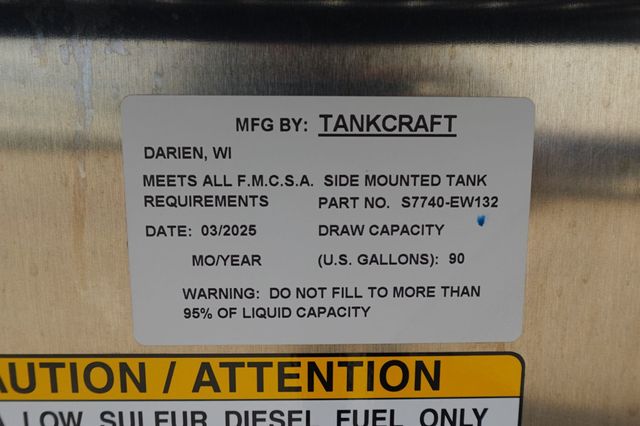 MFG BY: TANKCRAFT
DARIEN, WI
MEETS ALL F.M.C.S.A. SIDE MOUNTED TANK
REQUIREMENTS PART NO. S7740-EW132
DATE: 03/2025 DRAW CAPACITY
MO/YEAR (U.S. GALLONS): 90
WARNING: DO NOT FILL TO MORE THAN
95% OF LIQUID CAPACITY
AUTION / ATTENTION
LOW SULFUR DIESEL FUEL ONLY